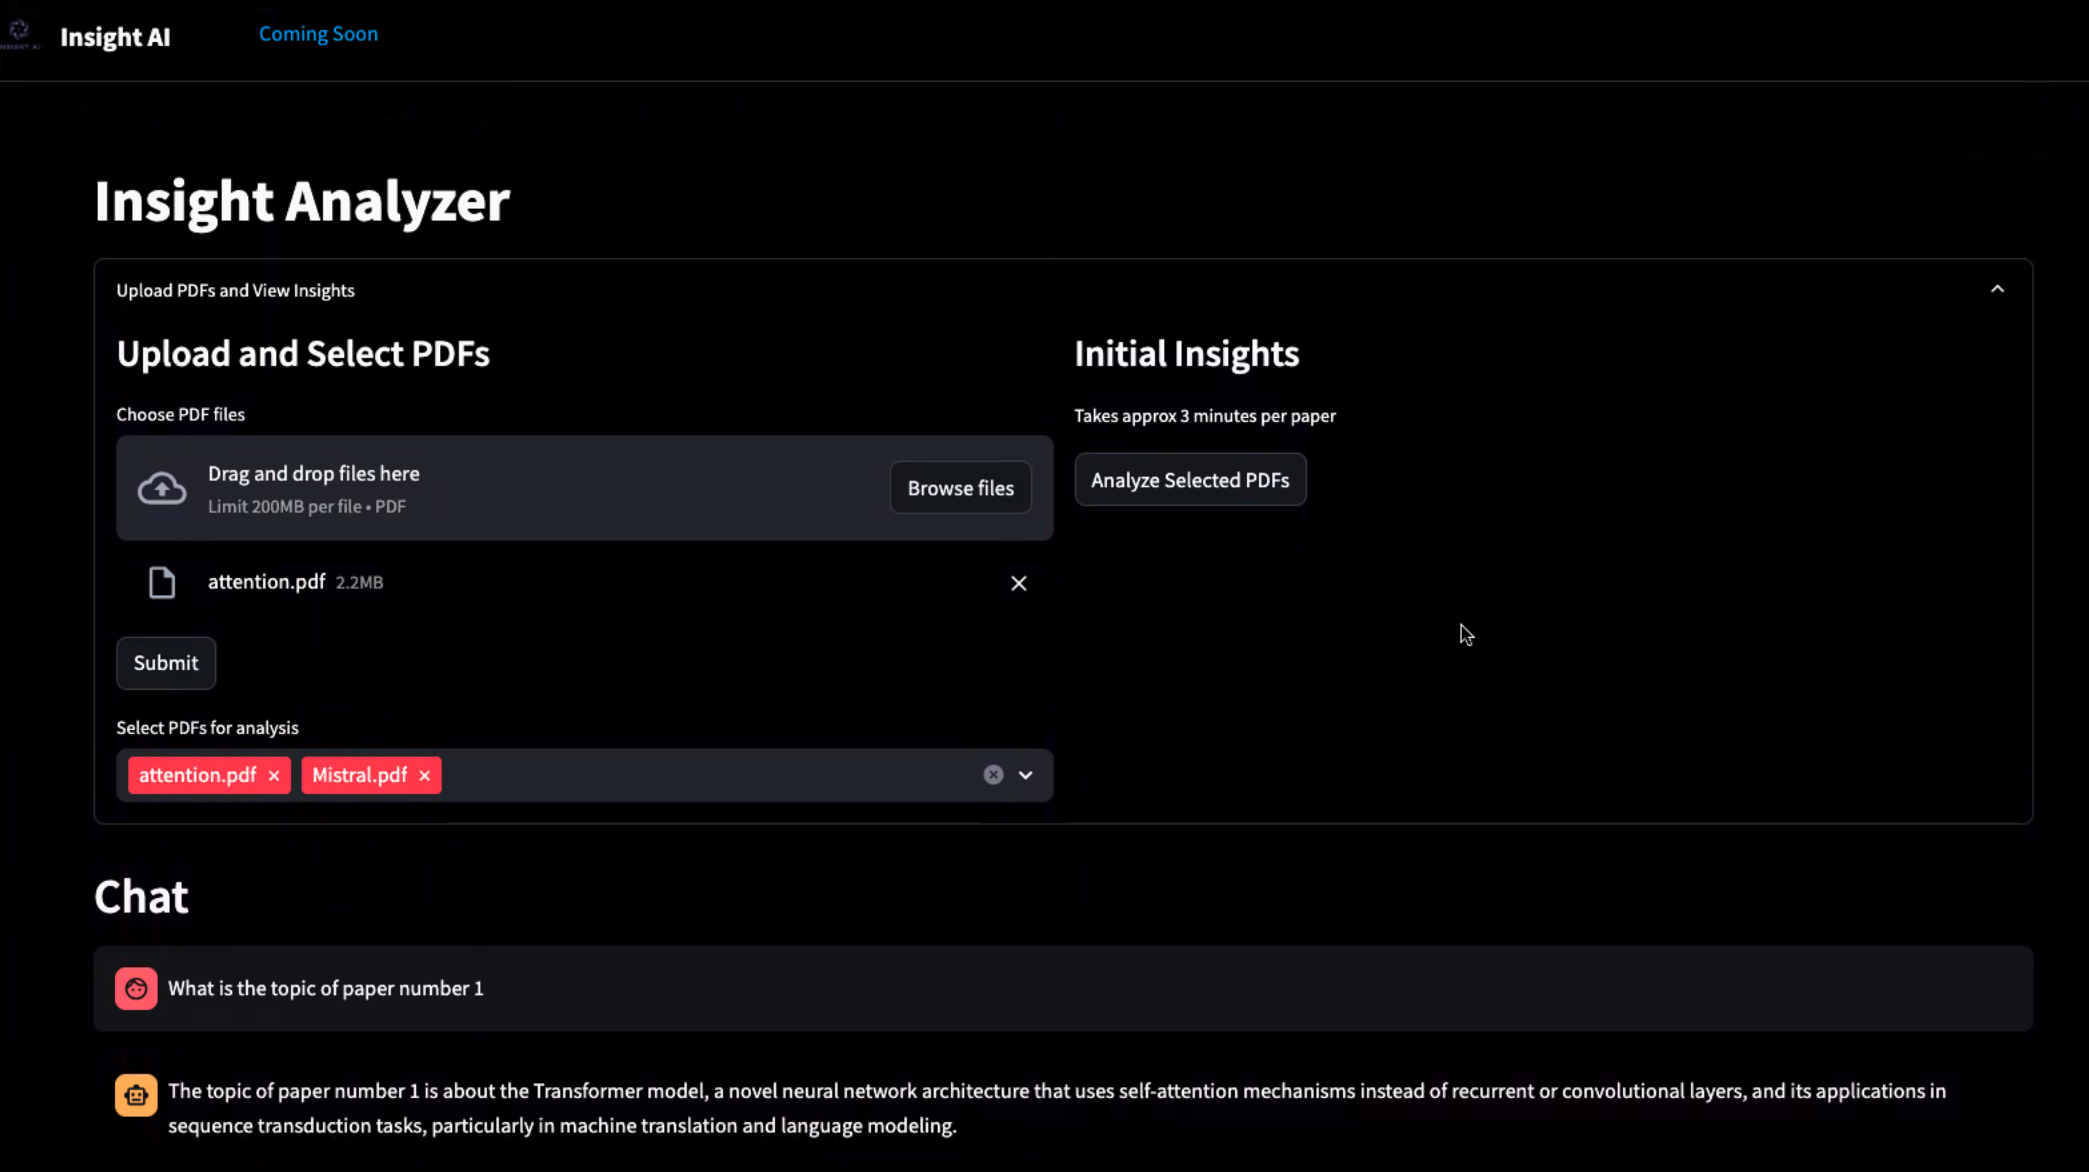 INSIGHT AI
Insight AI
Coming Soon
Insight Analyzer
Upload PDFs and View Insights
Upload and Select PDFs
Choose PDF files
Drag and drop files here
Limit 200MB per file • PDF
Browse files
attention.pdf 2.2MB
Submit
Select PDFs for analysis
attention.pdf × Mistral.pdf ×
Initial Insights
Takes approx 3 minutes per paper
Analyze Selected PDFs
Chat
What is the topic of paper number 1
The topic of paper number 1 is about the Transformer model, a novel neural network architecture that uses self-attention mechanisms instead of recurrent or convolutional layers, and its applications in
sequence transduction tasks, particularly in machine translation and language modeling.